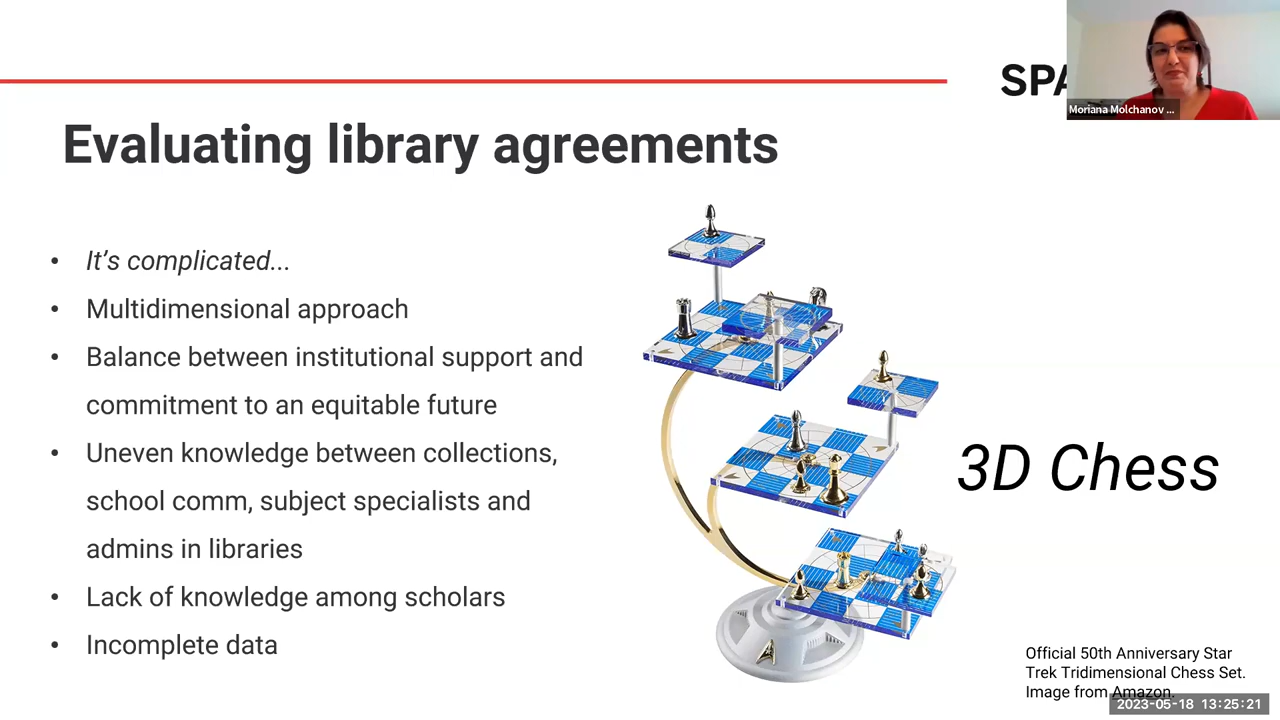 SPA
Moriana Molchanov ...
Evaluating library agreements
• It's complicated...
• Multidimensional approach
• Balance between institutional support and
commitment to an equitable future
• Uneven knowledge between collections,
school comm, subject specialists and
admins in libraries
• Lack of knowledge among scholars
• Incomplete data
3D Chess
Official 50th Anniversary Star
Trek Tridimensional Chess Set.
Image from Amazon.
2023-05-18 13:25:21